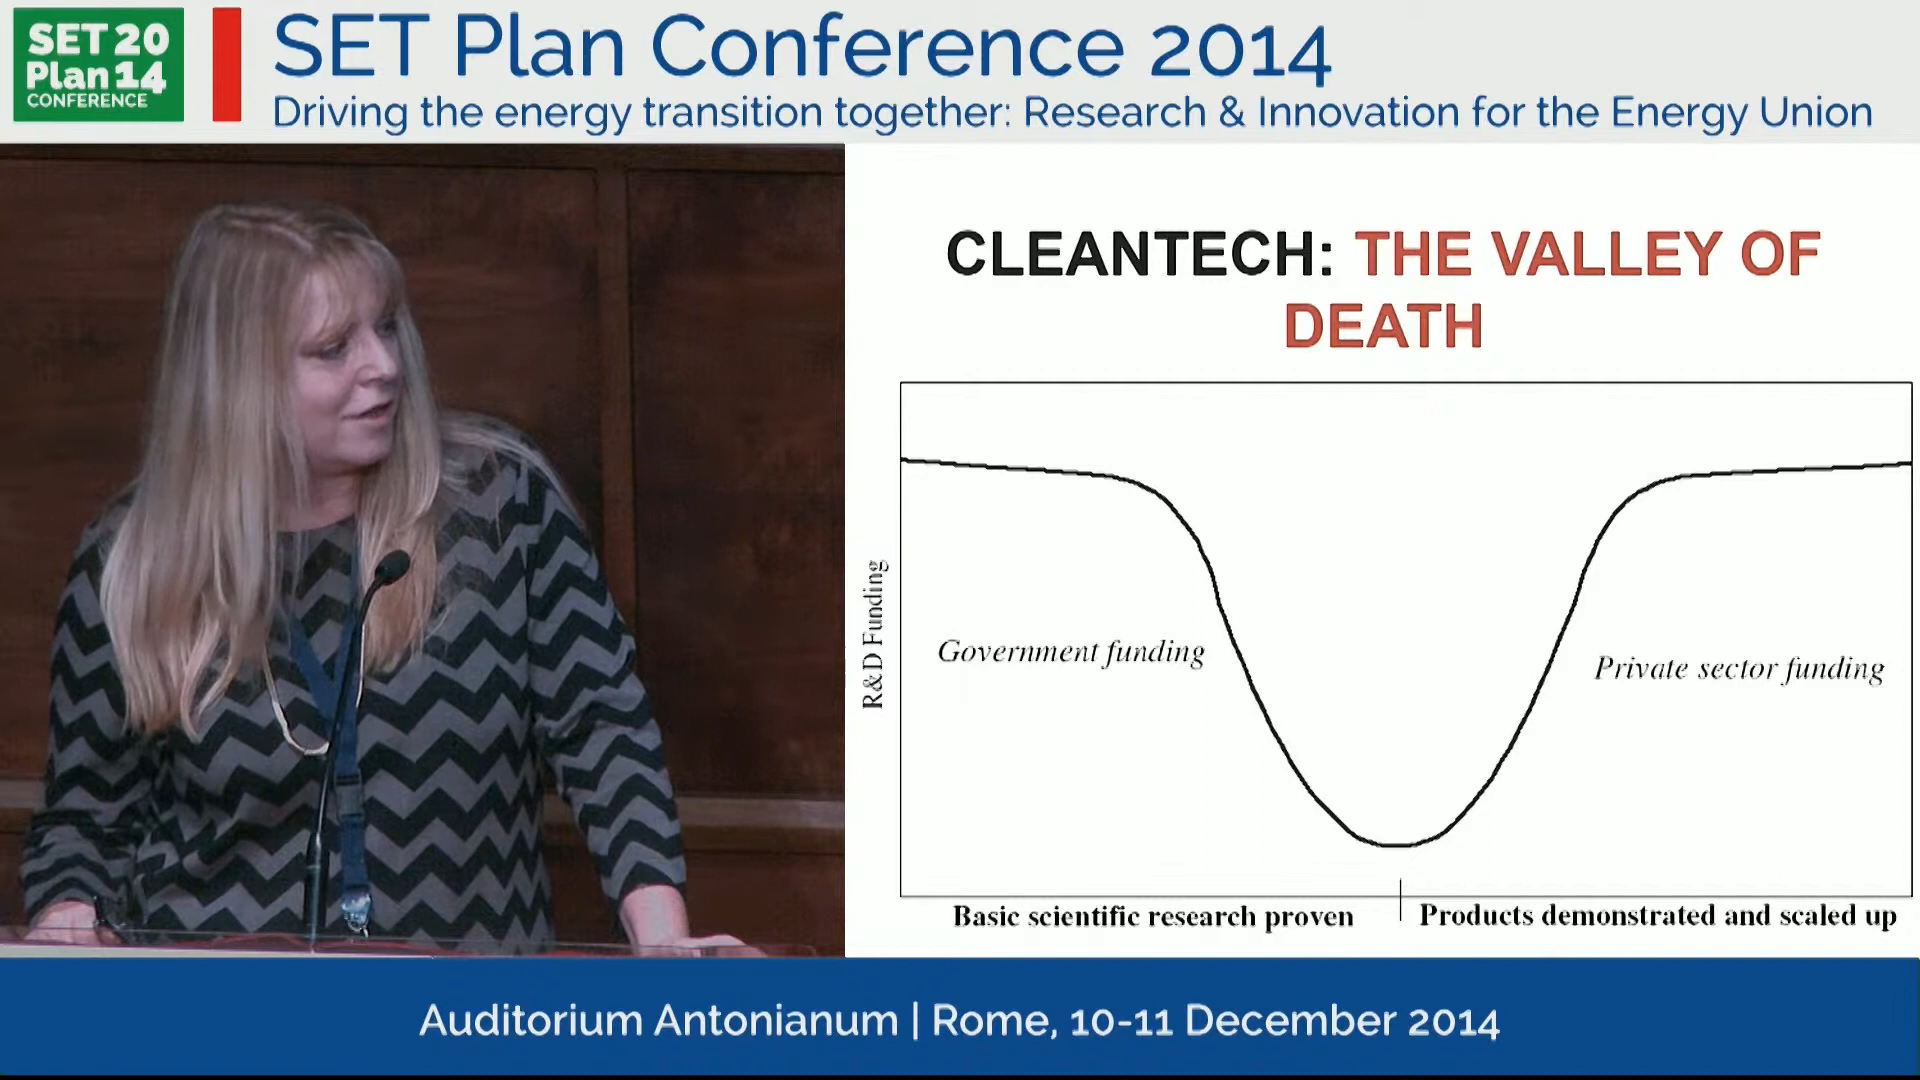 SET 20
Plan 14
CONFERENCE
SET Plan Conference 2014
Driving the energy transition together: Research & Innovation for the Energy Union
CLEANTECH: THE VALLEY OF
DEATH
R&D Funding
Government funding
Private sector funding
Basic scientific research proven
Products demonstrated and scaled up
Auditorium Antonianum | Rome, 10-11 December 2014